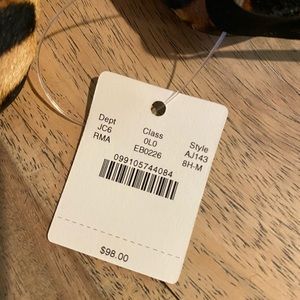 Dept Class Style
JC6 0L0 AJ143
RMA EB0226 8H-M
099105744084
$98.00